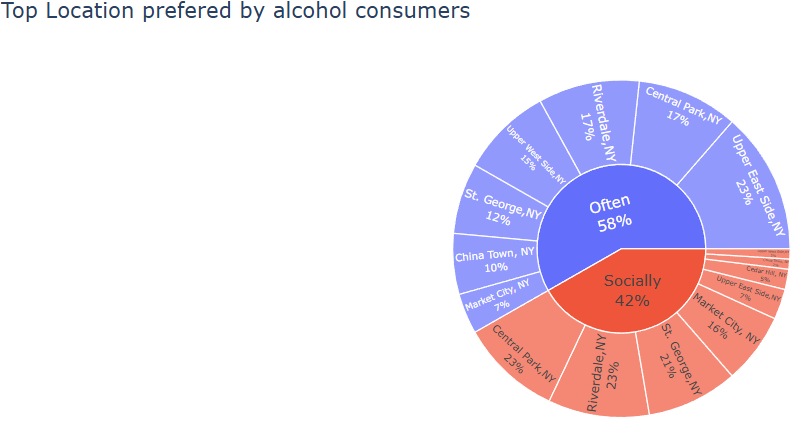 Top Location prefered by alcohol consumers
Often
58%
Socially
42%
Upper East Side,NY
23%
Central Park,NY
17%
Riverdale,NY
17%
Upper West Side,NY
15%
St. George,NY
12%
China Town, NY
10%
Market City, NY
7%
Central Park,NY
23%
Riverdale,NY
23%
St. George,NY
21%
Market City, NY
16%
Upper East Side,NY
7%
Cedar Hill, NY
5%